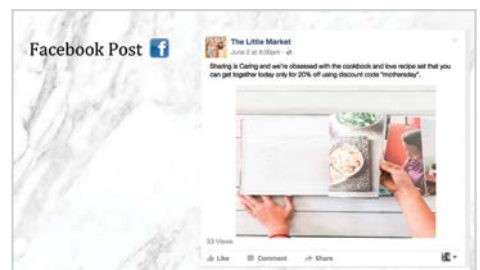 Facebook Post
The Little Market
June 2 at 6:05pm ·
Sharing is Caring and we're obsessed with the cookbook and love recipe set that you
can get together today only for 20% off using discount code "mothersday".
33 Views
Like Comment Share